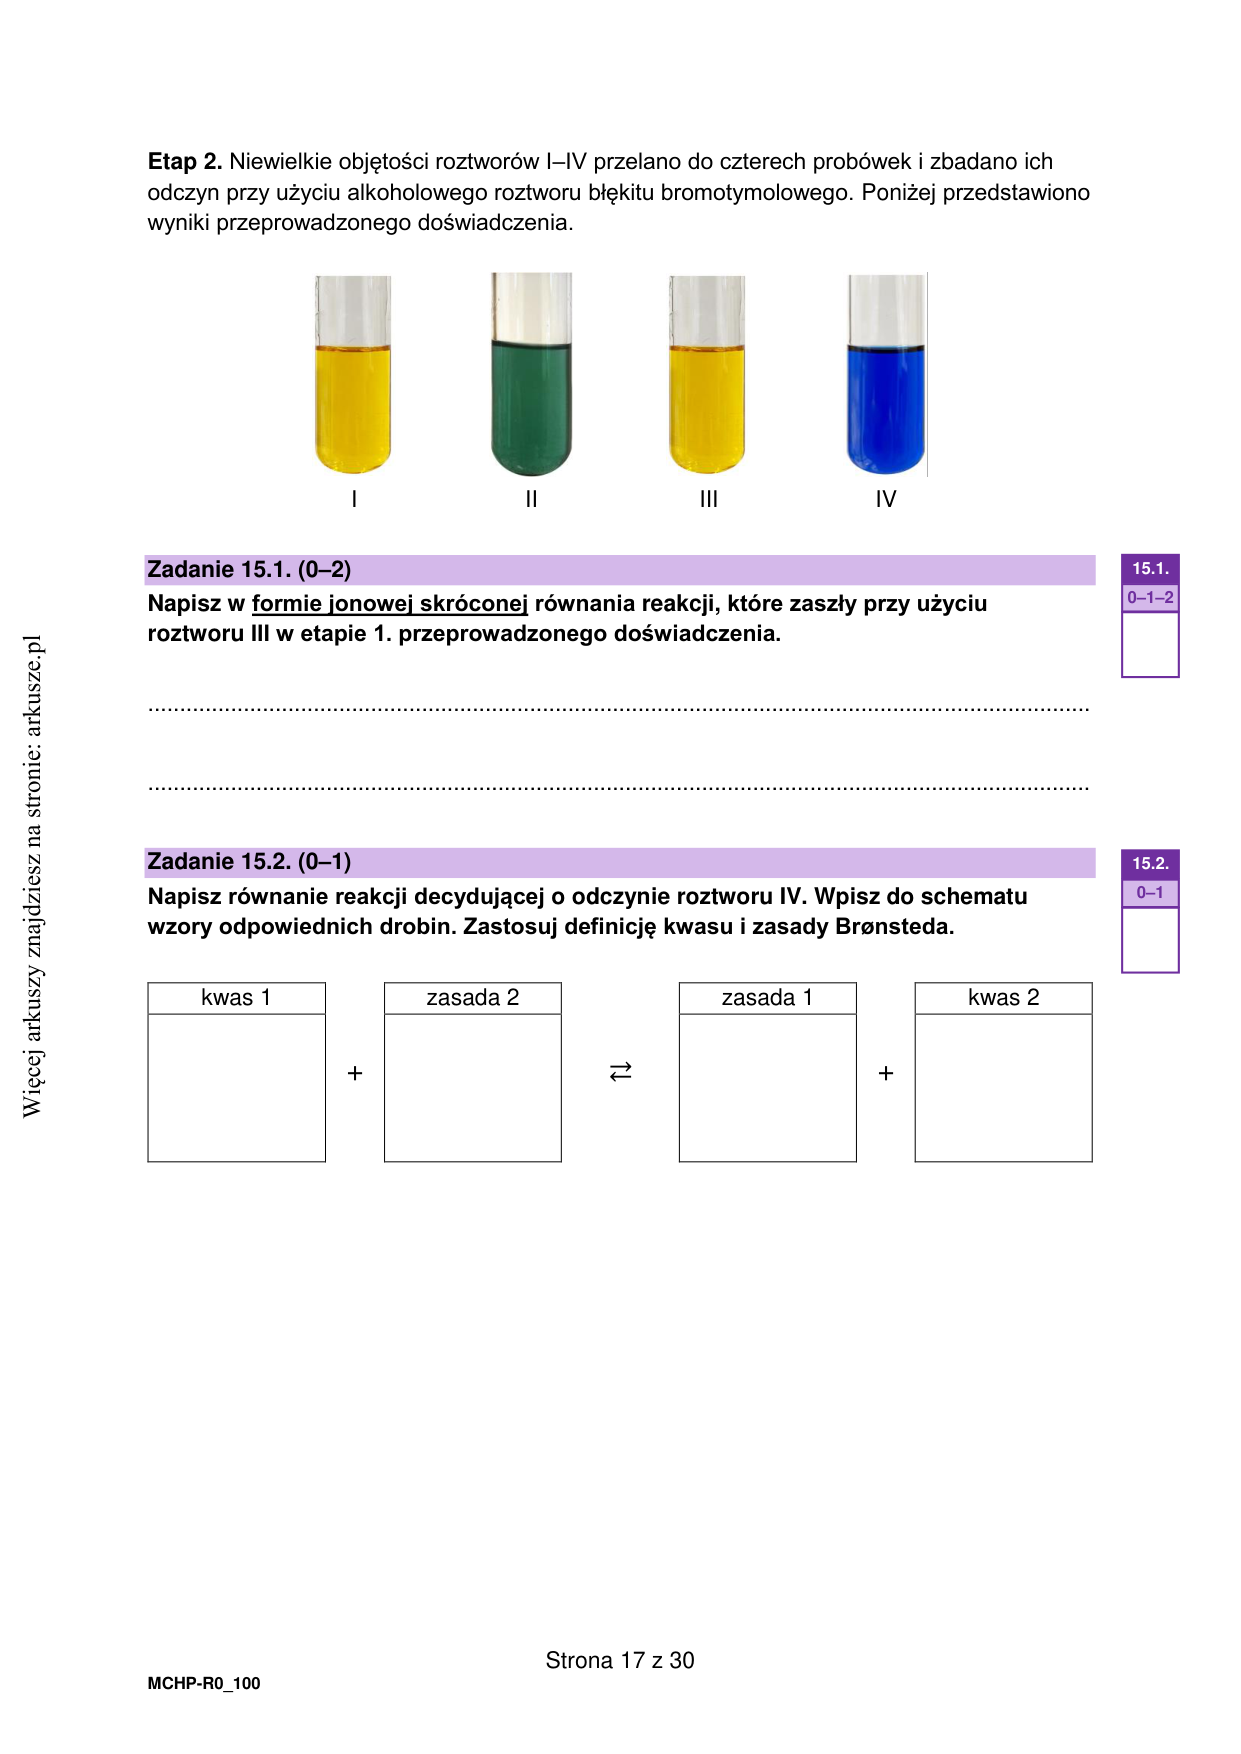 Etap 2. Niewielkie objętości roztworów I–IV przelano do czterech probówek i zbadano ich
odczyn przy użyciu alkoholowego roztworu błękitu bromotymolowego. Poniżej przedstawiono
wyniki przeprowadzonego doświadczenia.
I II III IV
Zadanie 15.1. (0–2)
15.1.
0–1–2
Napisz w formie jonowej skróconej równania reakcji, które zaszły przy użyciu
roztworu III w etapie 1. przeprowadzonego doświadczenia.
Zadanie 15.2. (0–1)
15.2.
0–1
Napisz równanie reakcji decydującej o odczynie roztworu IV. Wpisz do schematu
wzory odpowiednich drobin. Zastosuj definicję kwasu i zasady Brønsteda.
kwas 1 zasada 2 zasada 1 kwas 2
+ ⇄ +
Więcej arkuszy znajdziesz na stronie: arkusze.pl
Strona 17 z 30
MCHP-R0_100